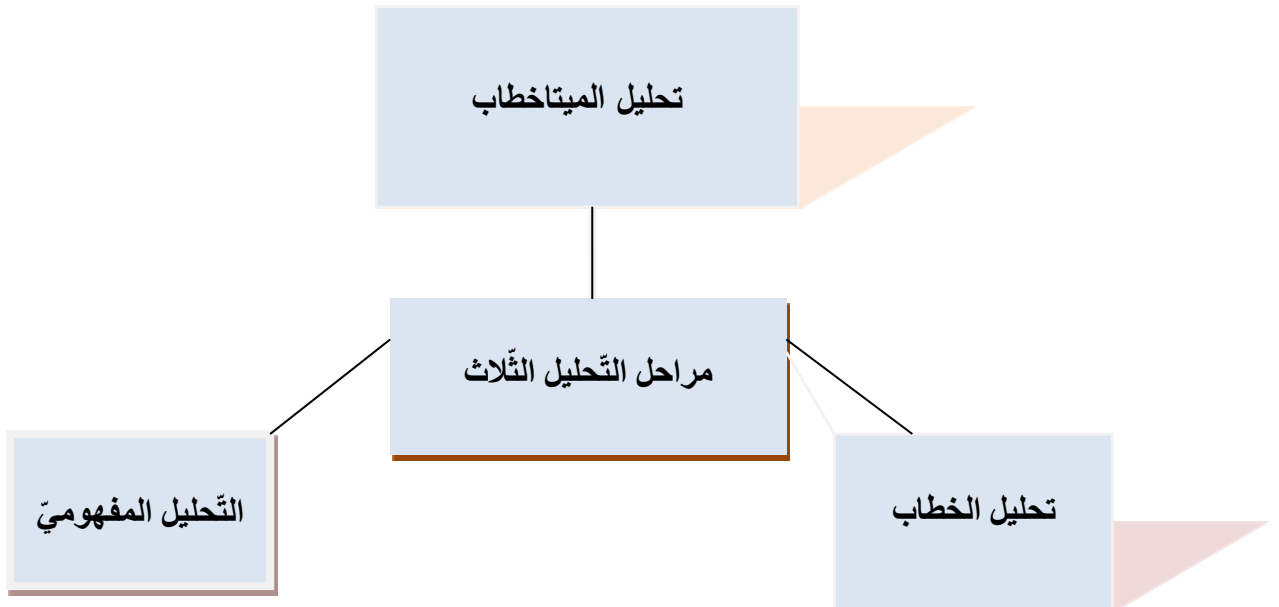 تحليل الميتاخطاب
مراحل التّحليل الثّلاث
تحليل الخطاب
التّحليل المفهوميّ